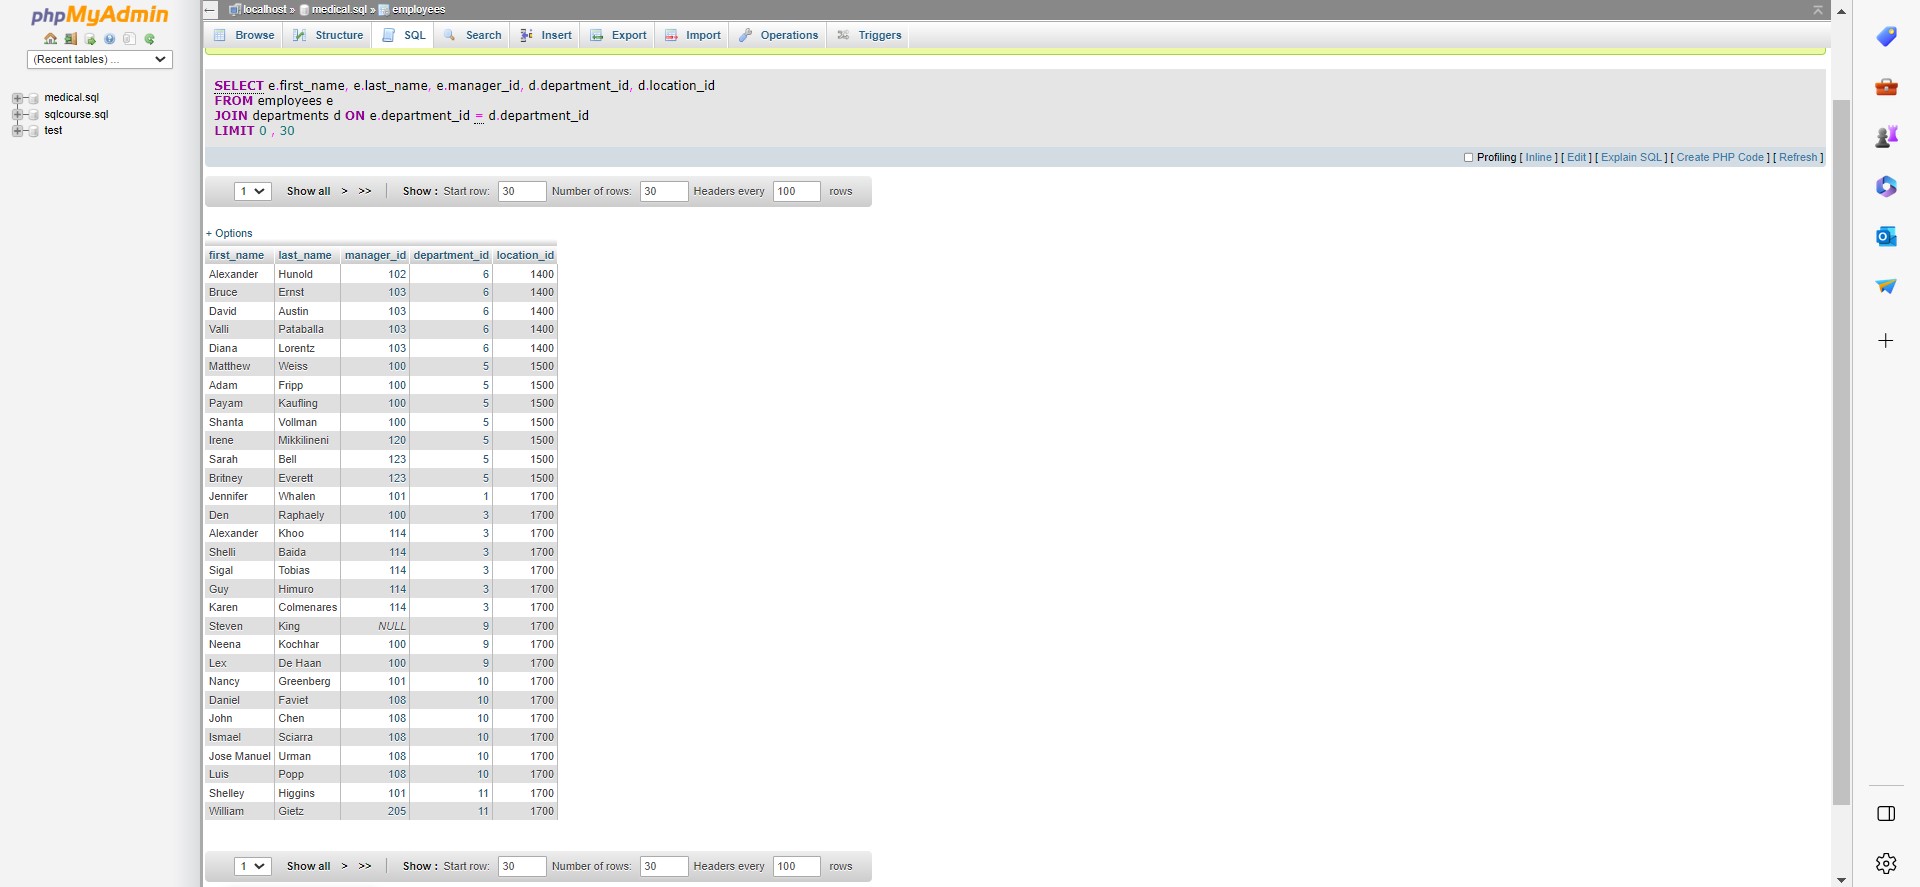 phpMyAdmin
(Recent tables) ...
medical.sql
sqlcourse.sql
test
localhost » medical.sql » employees
Browse Structure SQL Search Insert Export Import Operations Triggers
SELECT e.first_name, e.last_name, e.manager_id, d.department_id, d.location_id
FROM employees e
JOIN departments d ON e.department_id = d.department_id
LIMIT 0 , 30
Profiling [ Inline ] [ Edit ] [ Explain SQL ] [ Create PHP Code ] [ Refresh ]
1 Show all > >> Show : Start row: 30 Number of rows: 30 Headers every 100 rows
+ Options
first_name last_name manager_id department_id location_id
Alexander Hunold 102 6 1400
Bruce Ernst 103 6 1400
David Austin 103 6 1400
Valli Pataballa 103 6 1400
Diana Lorentz 103 6 1400
Matthew Weiss 100 5 1500
Adam Fripp 100 5 1500
Payam Kaufling 100 5 1500
Shanta Vollman 100 5 1500
Irene Mikkilineni 120 5 1500
Sarah Bell 123 5 1500
Britney Everett 123 5 1500
Jennifer Whalen 101 1 1700
Den Raphaely 100 3 1700
Alexander Khoo 114 3 1700
Shelli Baida 114 3 1700
Sigal Tobias 114 3 1700
Guy Himuro 114 3 1700
Karen Colmenares 114 3 1700
Steven King NULL 9 1700
Neena Kochhar 100 9 1700
Lex De Haan 100 9 1700
Nancy Greenberg 101 10 1700
Daniel Faviet 108 10 1700
John Chen 108 10 1700
Ismael Sciarra 108 10 1700
Jose Manuel Urman 108 10 1700
Luis Popp 108 10 1700
Shelley Higgins 101 11 1700
William Gietz 205 11 1700
1 Show all > >> Show : Start row: 30 Number of rows: 30 Headers every 100 rows